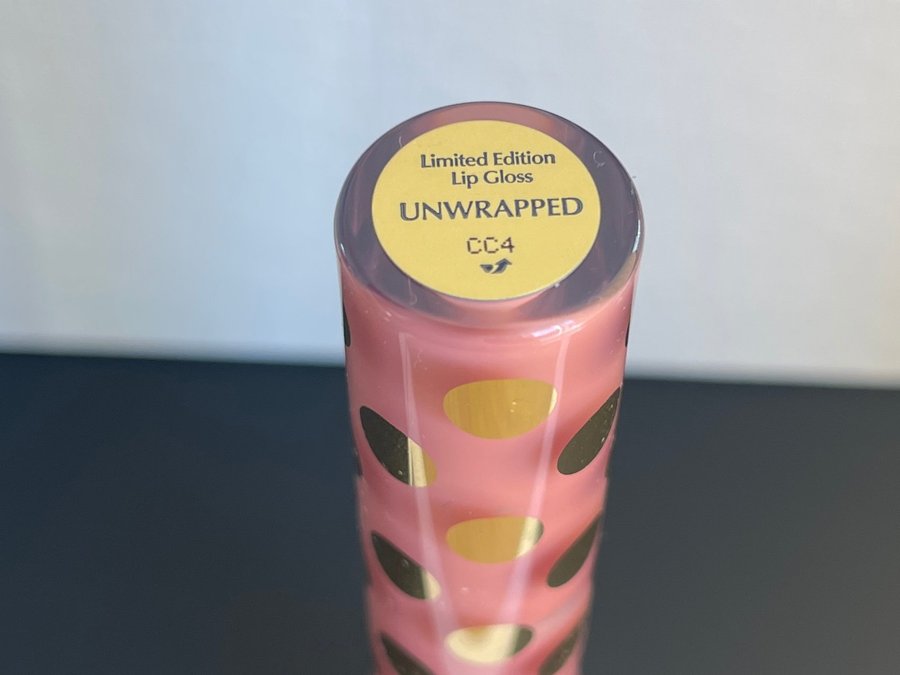 Limited Edition
Lip Gloss
UNWRAPPED
CC4